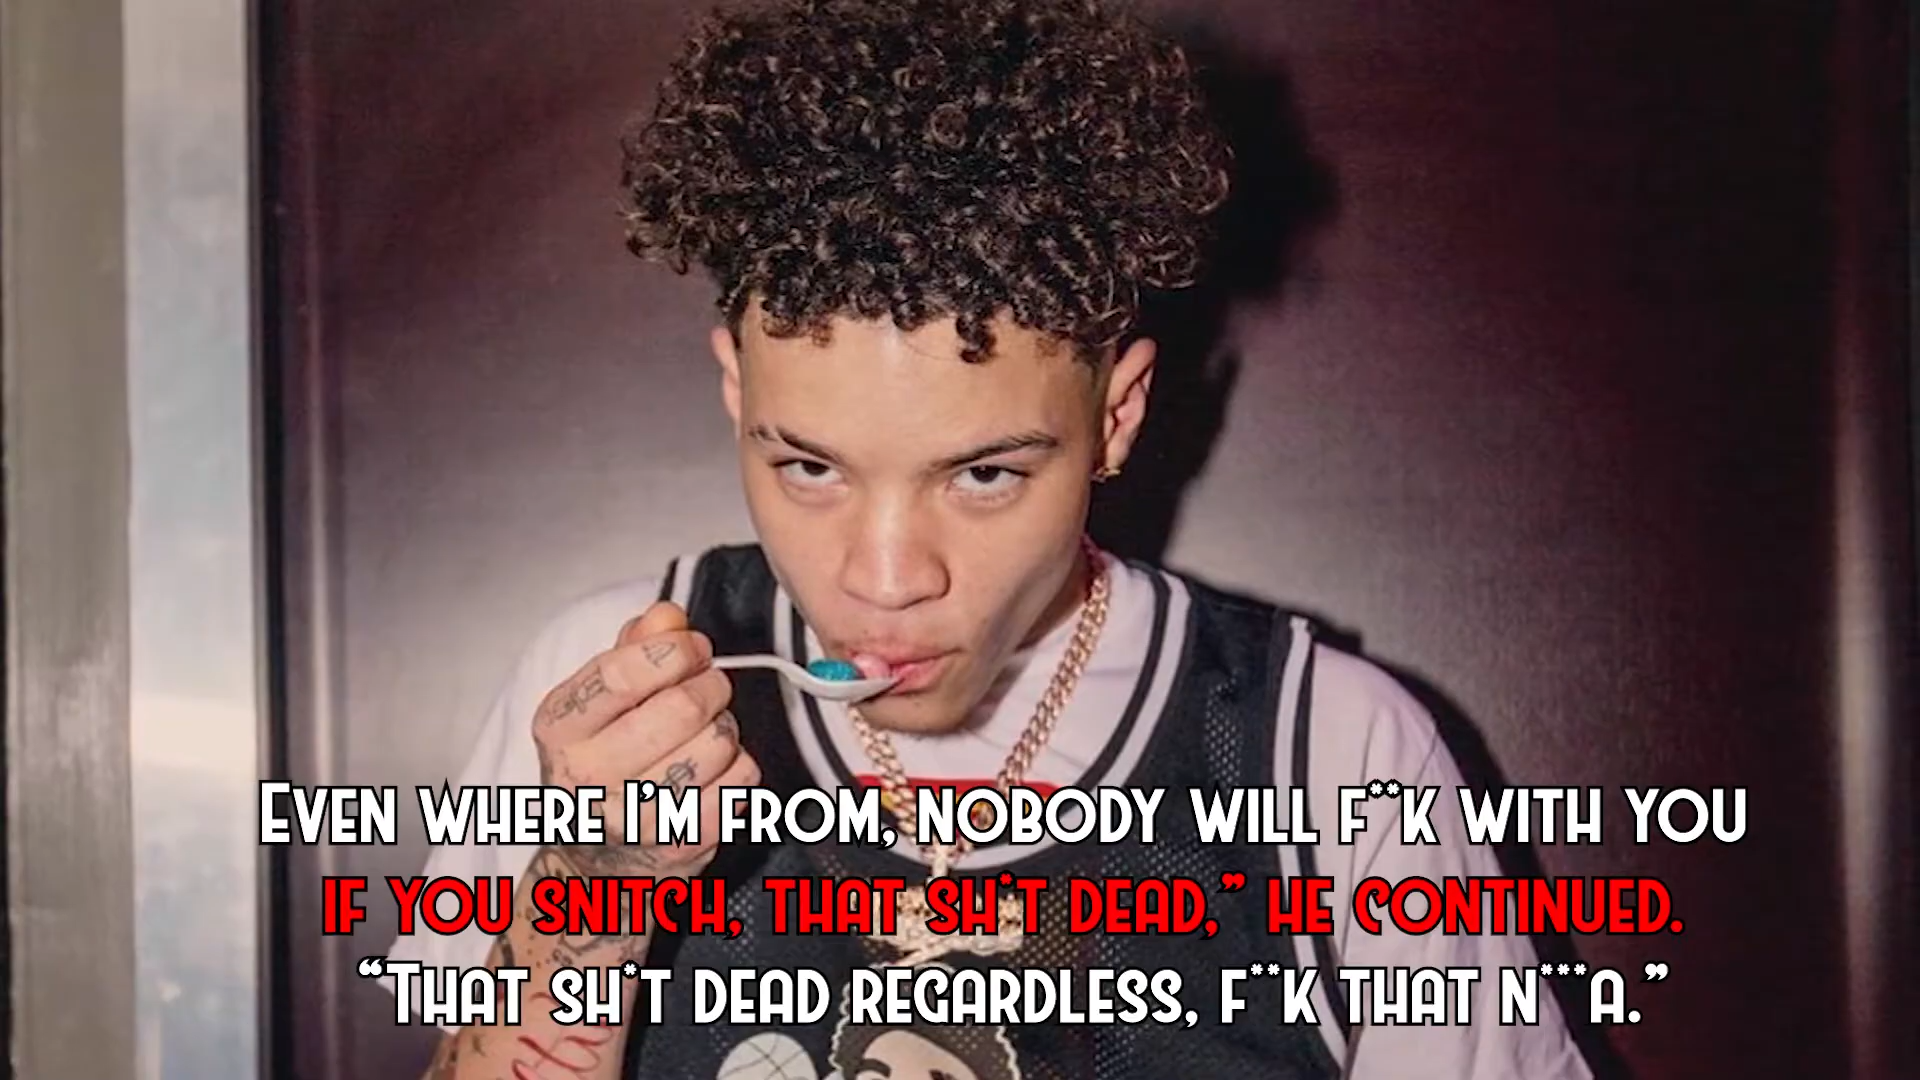 Even where I'm from, nobody will f**k with you
if you snitch, that sh*t dead,” he continued.
“That sh*t dead regardless, f**k that n***a.”